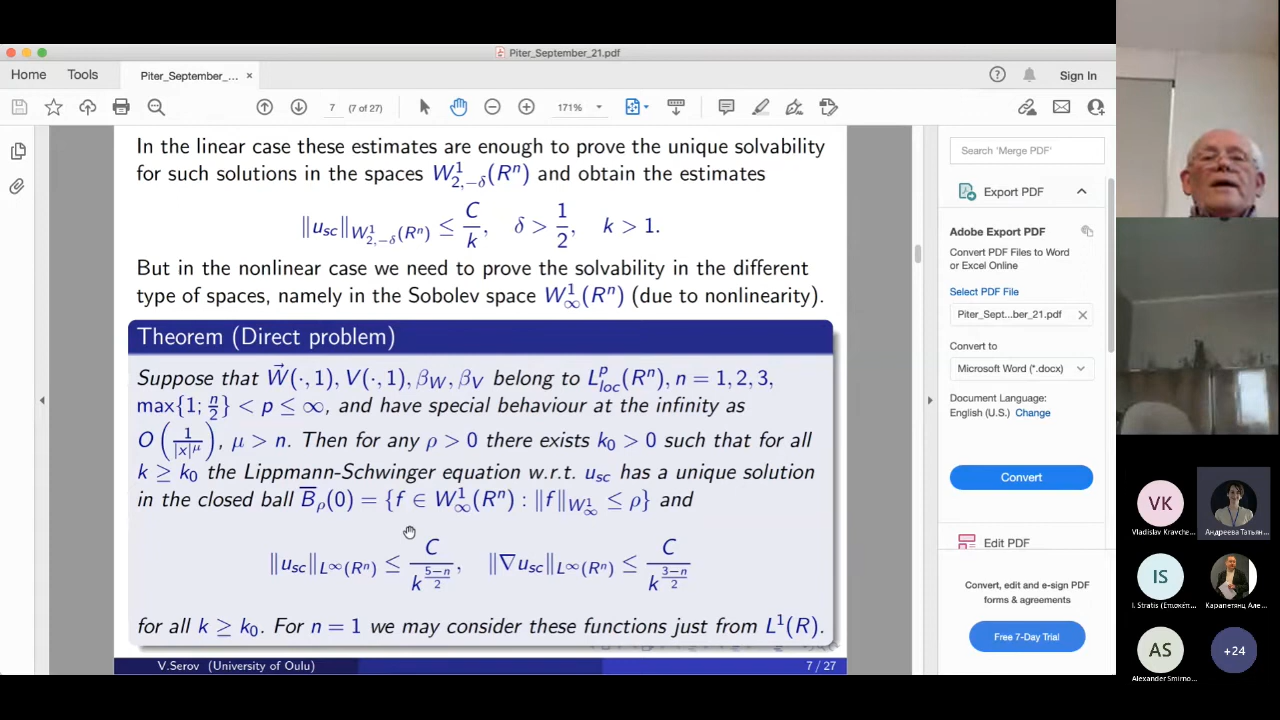 Piter_September_21.pdf
Home Tools Piter_September_... × Sign In
7 (7 of 27) 171%
In the linear case these estimates are enough to prove the unique solvability
for such solutions in the spaces W^1_{2,−δ}(R^n) and obtain the estimates
‖u_sc‖_{W^1_{2,−δ}(R^n)} ≤ C/k, δ > 1/2, k > 1.
But in the nonlinear case we need to prove the solvability in the different
type of spaces, namely in the Sobolev space W^1_∞(R^n) (due to nonlinearity).
Theorem (Direct problem)
Suppose that W⃗(·, 1), V(·, 1), β_W, β_V belong to L^p_loc(R^n), n = 1, 2, 3,
max{1; n/2} < p ≤ ∞, and have special behaviour at the infinity as
O(1/|x|^μ), μ > n. Then for any ρ > 0 there exists k_0 > 0 such that for all
k ≥ k_0 the Lippmann-Schwinger equation w.r.t. u_sc has a unique solution
in the closed ball B̅_ρ(0) = {f ∈ W^1_∞(R^n) : ‖f‖_{W^1_∞} ≤ ρ} and
‖u_sc‖_{L^∞(R^n)} ≤ C/k^{(5−n)/2}, ‖∇u_sc‖_{L^∞(R^n)} ≤ C/k^{(3−n)/2}
for all k ≥ k_0. For n = 1 we may consider these functions just from L^1(R).
V.Serov (University of Oulu) 7 / 27
Search 'Merge PDF'
Export PDF
Adobe Export PDF
Convert PDF Files to Word
or Excel Online
Select PDF File
Piter_Sept...ber_21.pdf
Convert to
Microsoft Word (*.docx)
Document Language:
English (U.S.) Change
Convert
Edit PDF
Convert, edit and e-sign PDF
forms & agreements
Free 7-Day Trial
VK
Vladislav Kravche...
Андреева Татьян...
IS
I. Stratis (Επισκέπ...
Карапетянц Але...
AS
Alexander Smirno...
+24